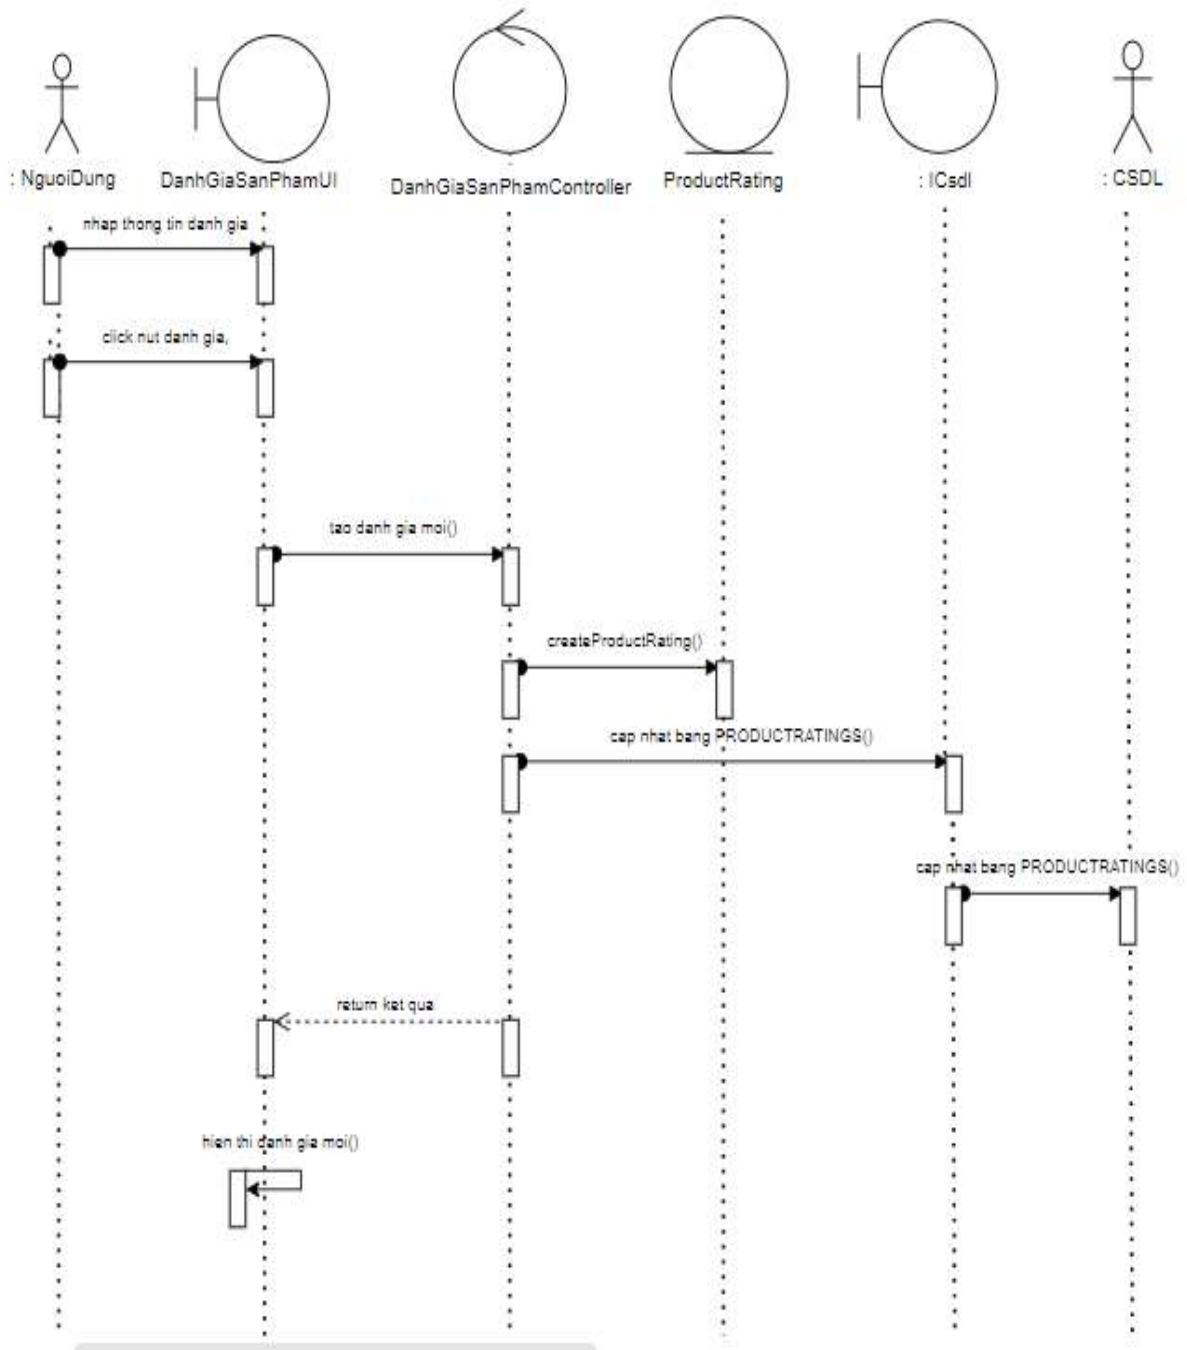 : NguoiDung
DanhGiaSanPhamUI
DanhGiaSanPhamController
ProductRating
: ICsdl
: CSDL
nhap thong tin danh gia
click nut danh gia,
tao danh gia moi()
createProductRating()
cap nhat bang PRODUCTRATINGS()
cap nhat bang PRODUCTRATINGS()
return ket qua
hien thi danh gia moi()